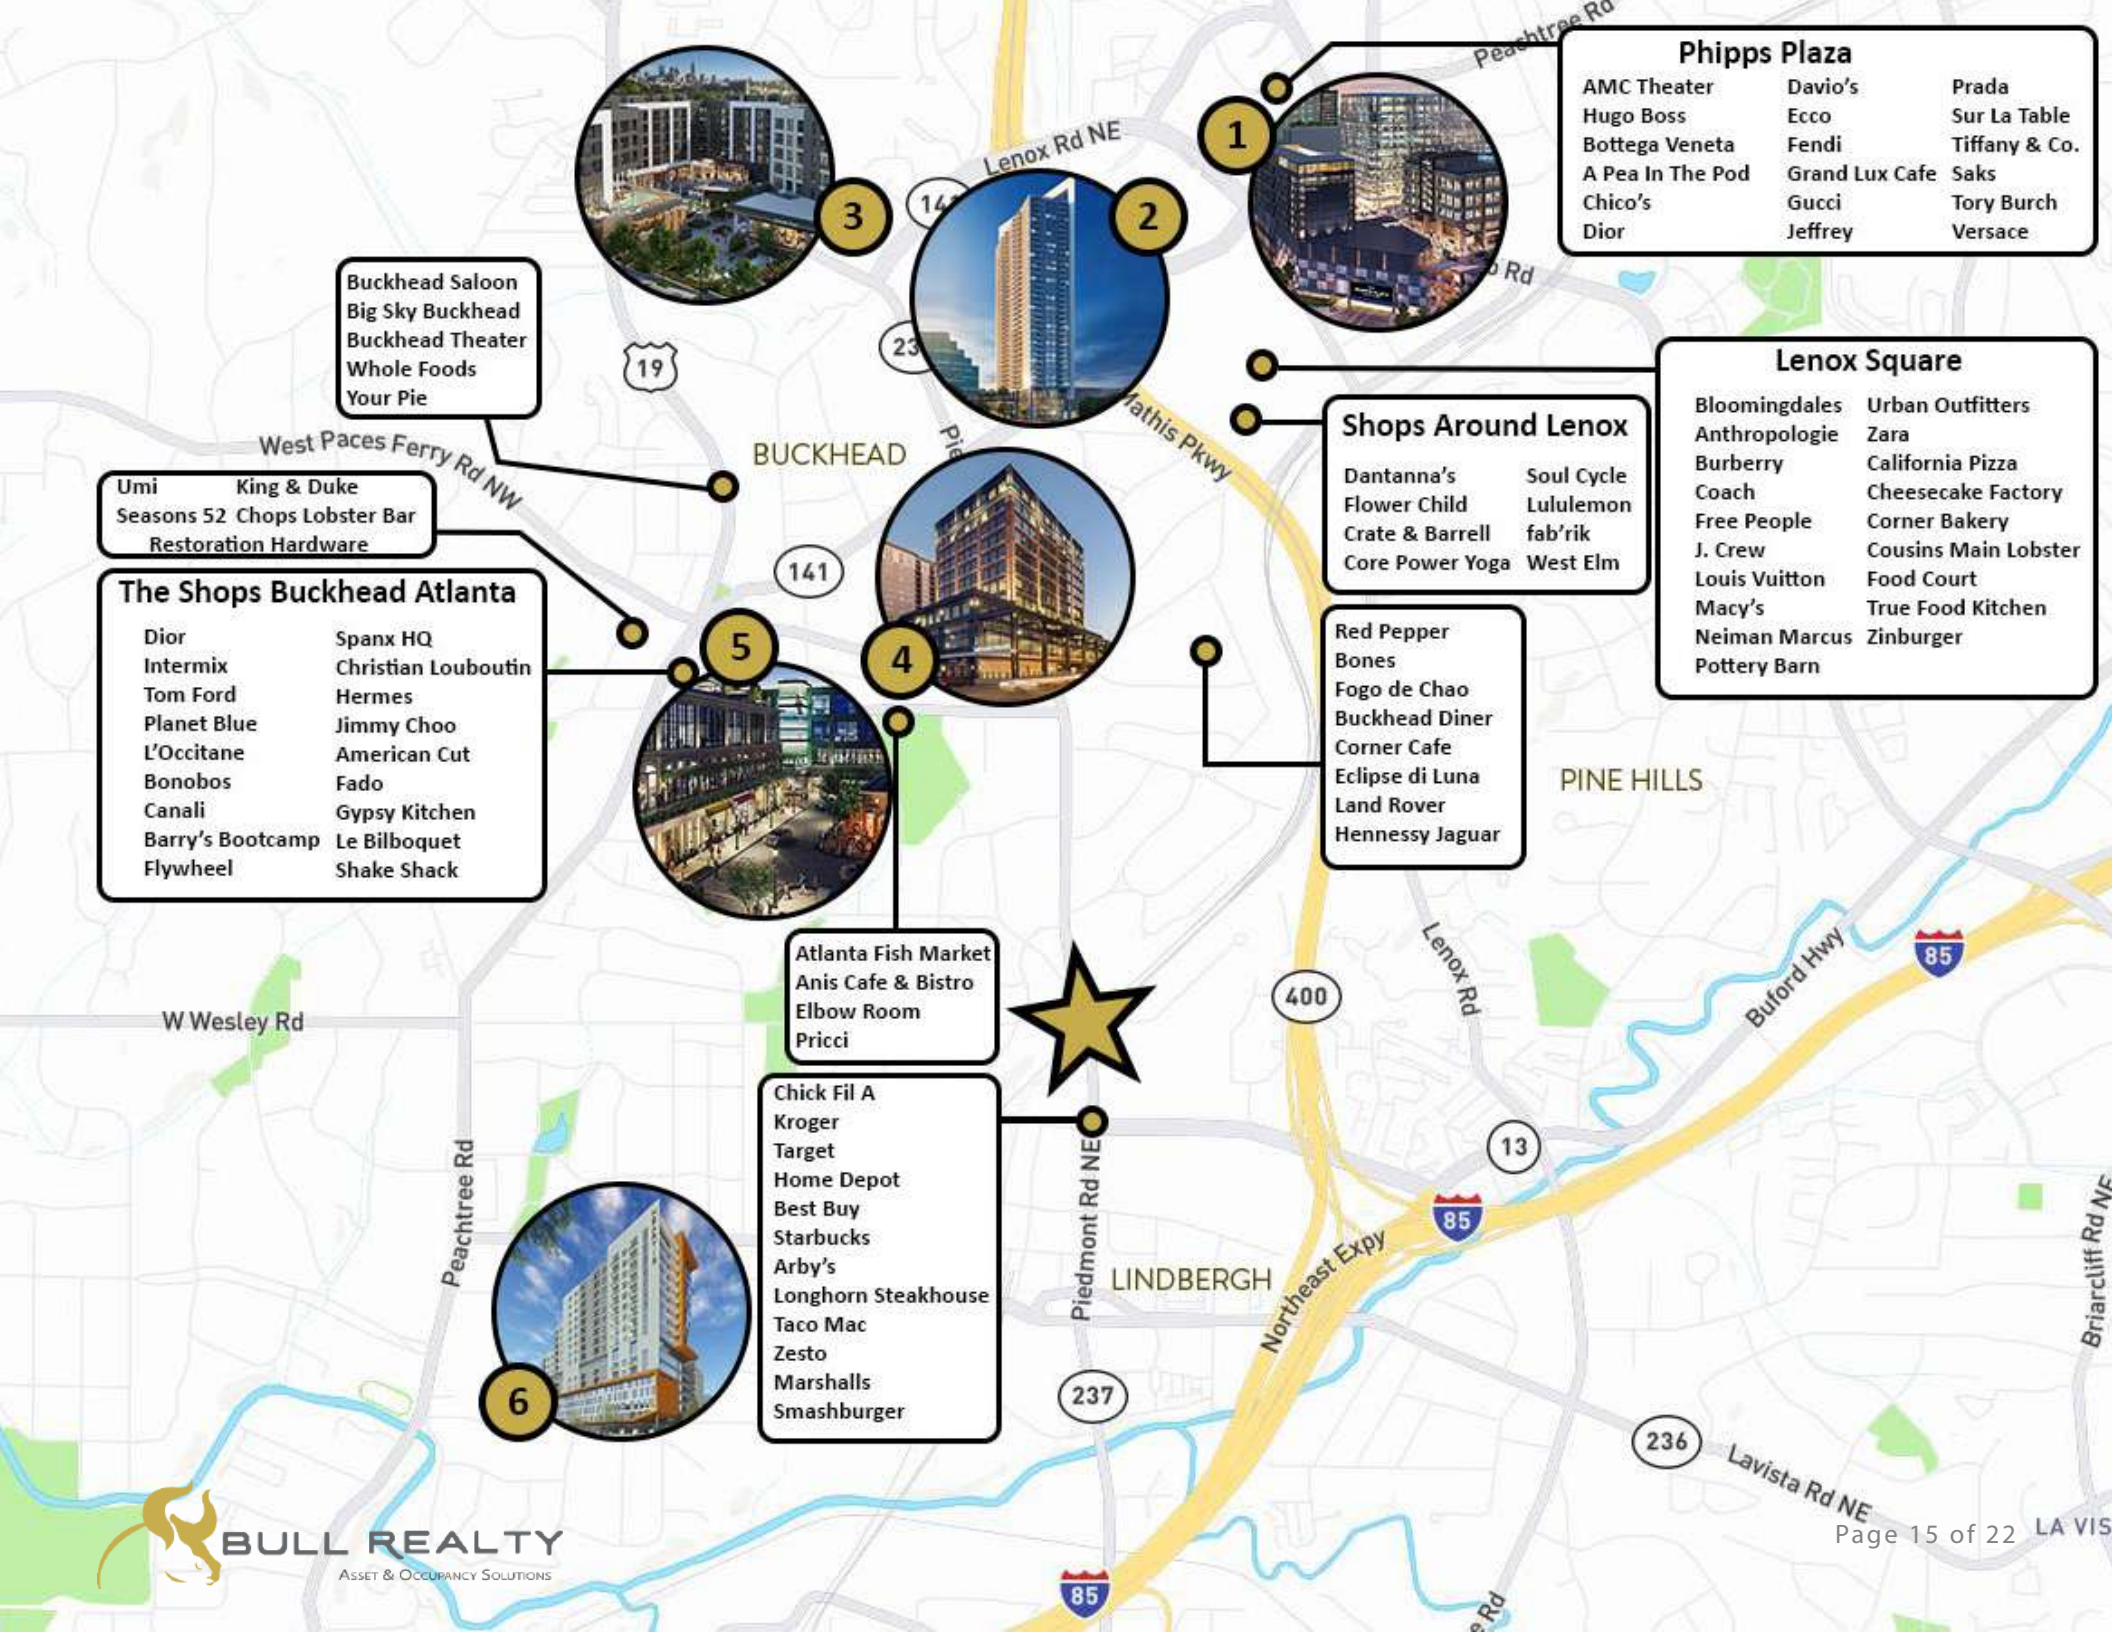 Peachtree Rd
Phipps Plaza
AMC Theater Davio's Prada
Hugo Boss Ecco Sur La Table
Bottega Veneta Fendi Tiffany & Co.
A Pea In The Pod Grand Lux Cafe Saks
Chico's Gucci Tory Burch
Dior Jeffrey Versace
1
Lenox Rd NE
3
2
Rd
Buckhead Saloon
Big Sky Buckhead
Buckhead Theater
Whole Foods
Your Pie
19
Lenox Square
Bloomingdales Urban Outfitters
Anthropologie Zara
Burberry California Pizza
Coach Cheesecake Factory
Free People Corner Bakery
J. Crew Cousins Main Lobster
Louis Vuitton Food Court
Macy's True Food Kitchen
Neiman Marcus Zinburger
Pottery Barn
Shops Around Lenox
Dantanna's Soul Cycle
Flower Child Lululemon
Crate & Barrell fab'rik
Core Power Yoga West Elm
Mathis Pkwy
BUCKHEAD
West Paces Ferry Rd NW
Umi King & Duke
Seasons 52 Chops Lobster Bar
Restoration Hardware
141
The Shops Buckhead Atlanta
Dior Spanx HQ
Intermix Christian Louboutin
Tom Ford Hermes
Planet Blue Jimmy Choo
L'Occitane American Cut
Bonobos Fado
Canali Gypsy Kitchen
Barry's Bootcamp Le Bilboquet
Flywheel Shake Shack
5
4
Red Pepper
Bones
Fogo de Chao
Buckhead Diner
Corner Cafe
Eclipse di Luna
Land Rover
Hennessy Jaguar
PINE HILLS
Atlanta Fish Market
Anis Cafe & Bistro
Elbow Room
Pricci
Lenox Rd
Buford Hwy
85
400
W Wesley Rd
Chick Fil A
Kroger
Target
Home Depot
Best Buy
Starbucks
Arby's
Longhorn Steakhouse
Taco Mac
Zesto
Marshalls
Smashburger
13
85
Peachtree Rd
Piedmont Rd NE
LINDBERGH
Northeast Expy
Briarcliff Rd NE
6
237
236
Lavista Rd NE
LA VIS
Page 15 of 22
BULL REALTY
ASSET & OCCUPANCY SOLUTIONS
85
e Rd